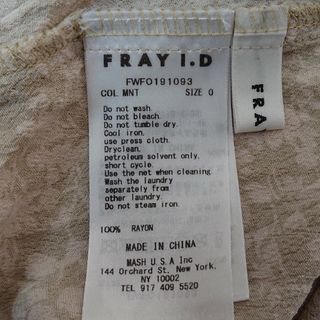 FRAY I.D
FWFO191093
COL MNT SIZE 0
Do not wash.
Do not bleach.
Do not tumble dry.
Cool iron.
use press cloth.
Dryclean,
petroleum solvent only,
short cycle.
Use the net when cleaning.
Wash the laundry
separately from
other laundry.
Do not steam iron.
100% RAYON
MADE IN CHINA
MASH U.S.A Inc
144 Orchard St. New York.
NY 10002
TEL 917 409 5520
FRA